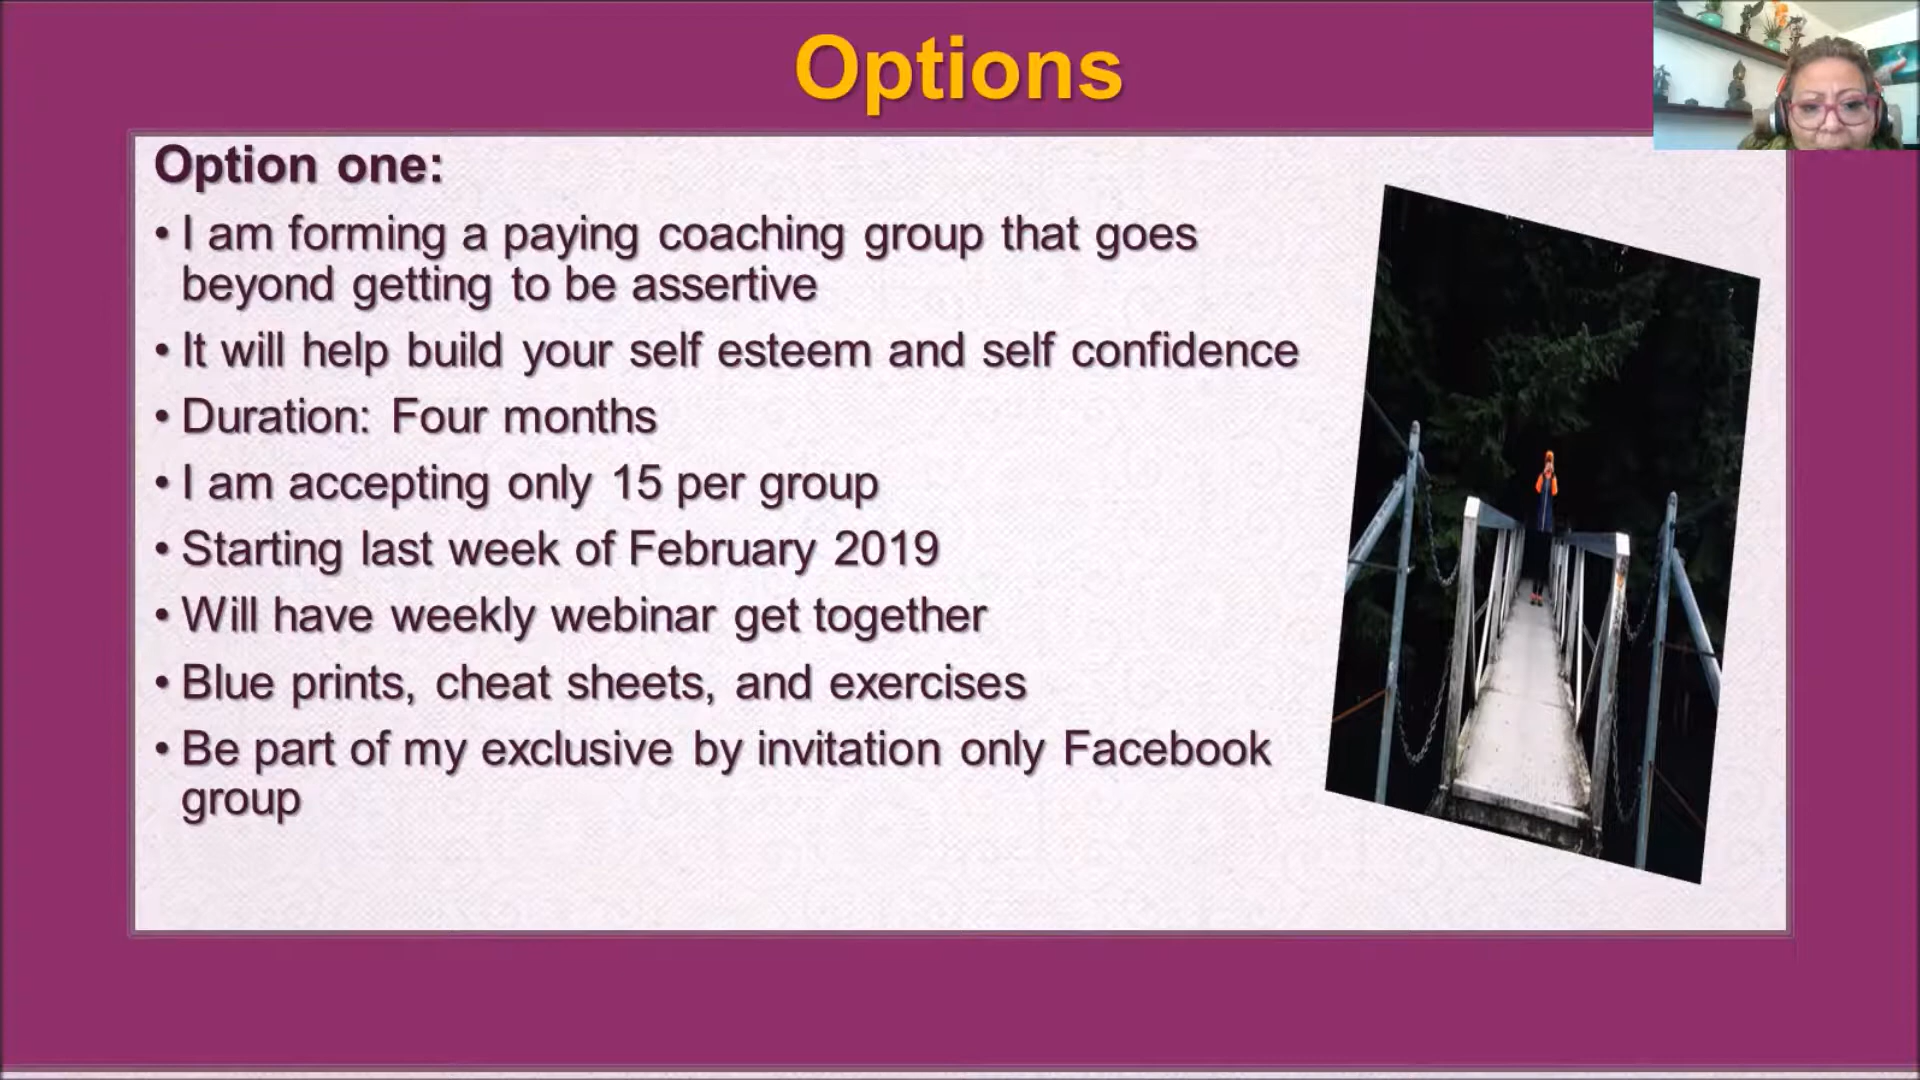 Options
Option one:
• I am forming a paying coaching group that goes
beyond getting to be assertive
• It will help build your self esteem and self confidence
• Duration: Four months
• I am accepting only 15 per group
• Starting last week of February 2019
• Will have weekly webinar get together
• Blue prints, cheat sheets, and exercises
• Be part of my exclusive by invitation only Facebook
group